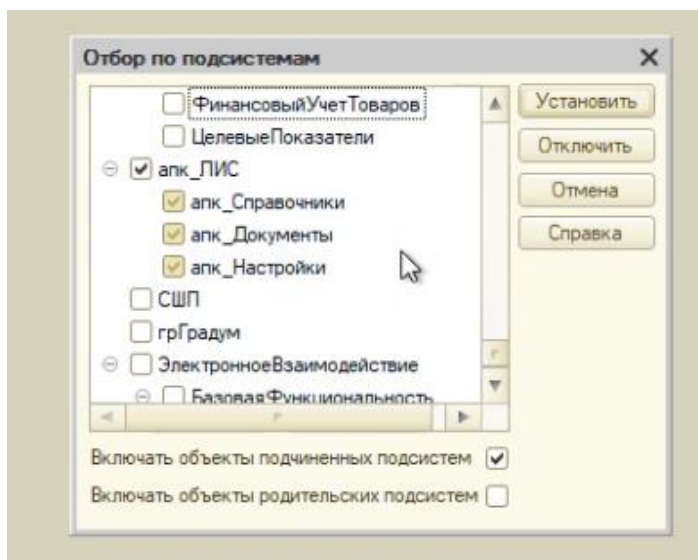 Отбор по подсистемам
ФинансовыйУчетТоваров
ЦелевыеПоказатели
апк_ЛИС
апк_Справочники
апк_Документы
апк_Настройки
СШП
грГрадум
ЭлектронноеВзаимодействие
БазоваяФункциональность
Установить
Отключить
Отмена
Справка
Включать объекты подчиненных подсистем
Включать объекты родительских подсистем